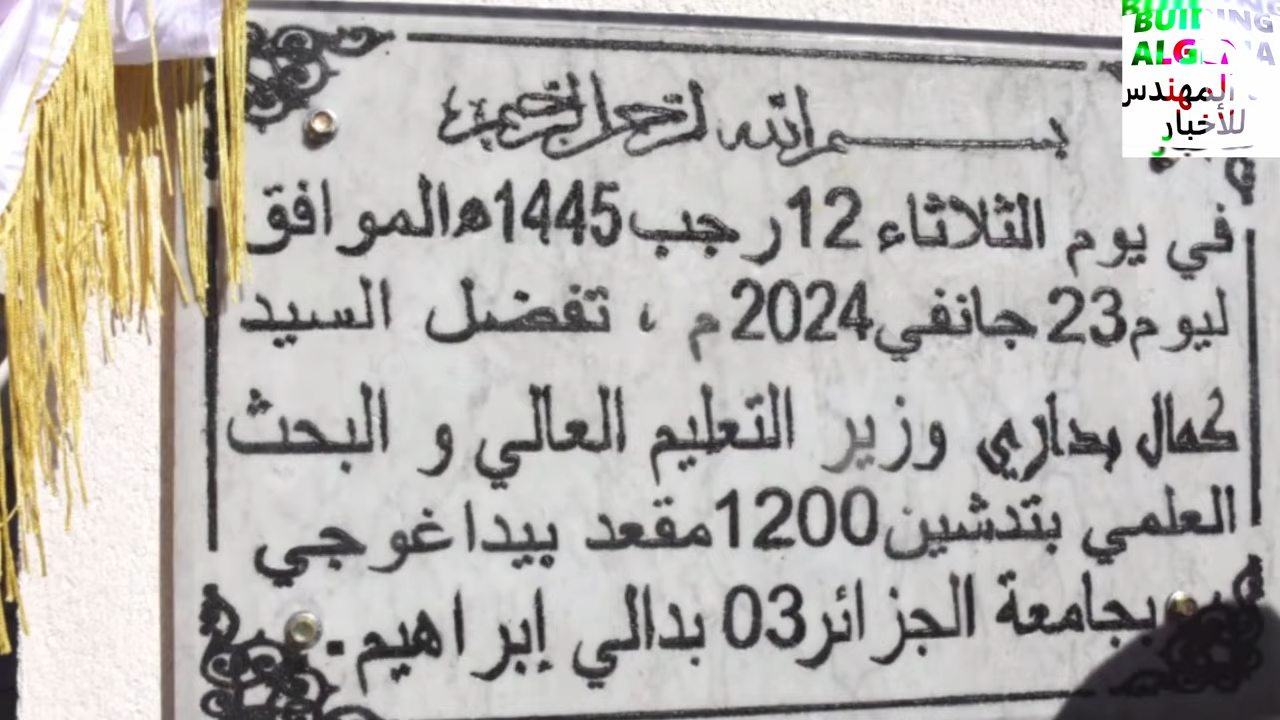 بسم الله الرحمن الرحيم
في يوم الثلاثاء 12 رجب 1445ه الموافق
ليوم 23 جانفي 2024 م ، تفضل السيد
كمال بداري وزير التعليم العالي و البحث
العلمي بتدشين 1200 مقعد بيداغوجي
بجامعة الجزائر 03 بدالي إبراهيم.
BUILDING
ALGERIA
المهندس
للأخبار